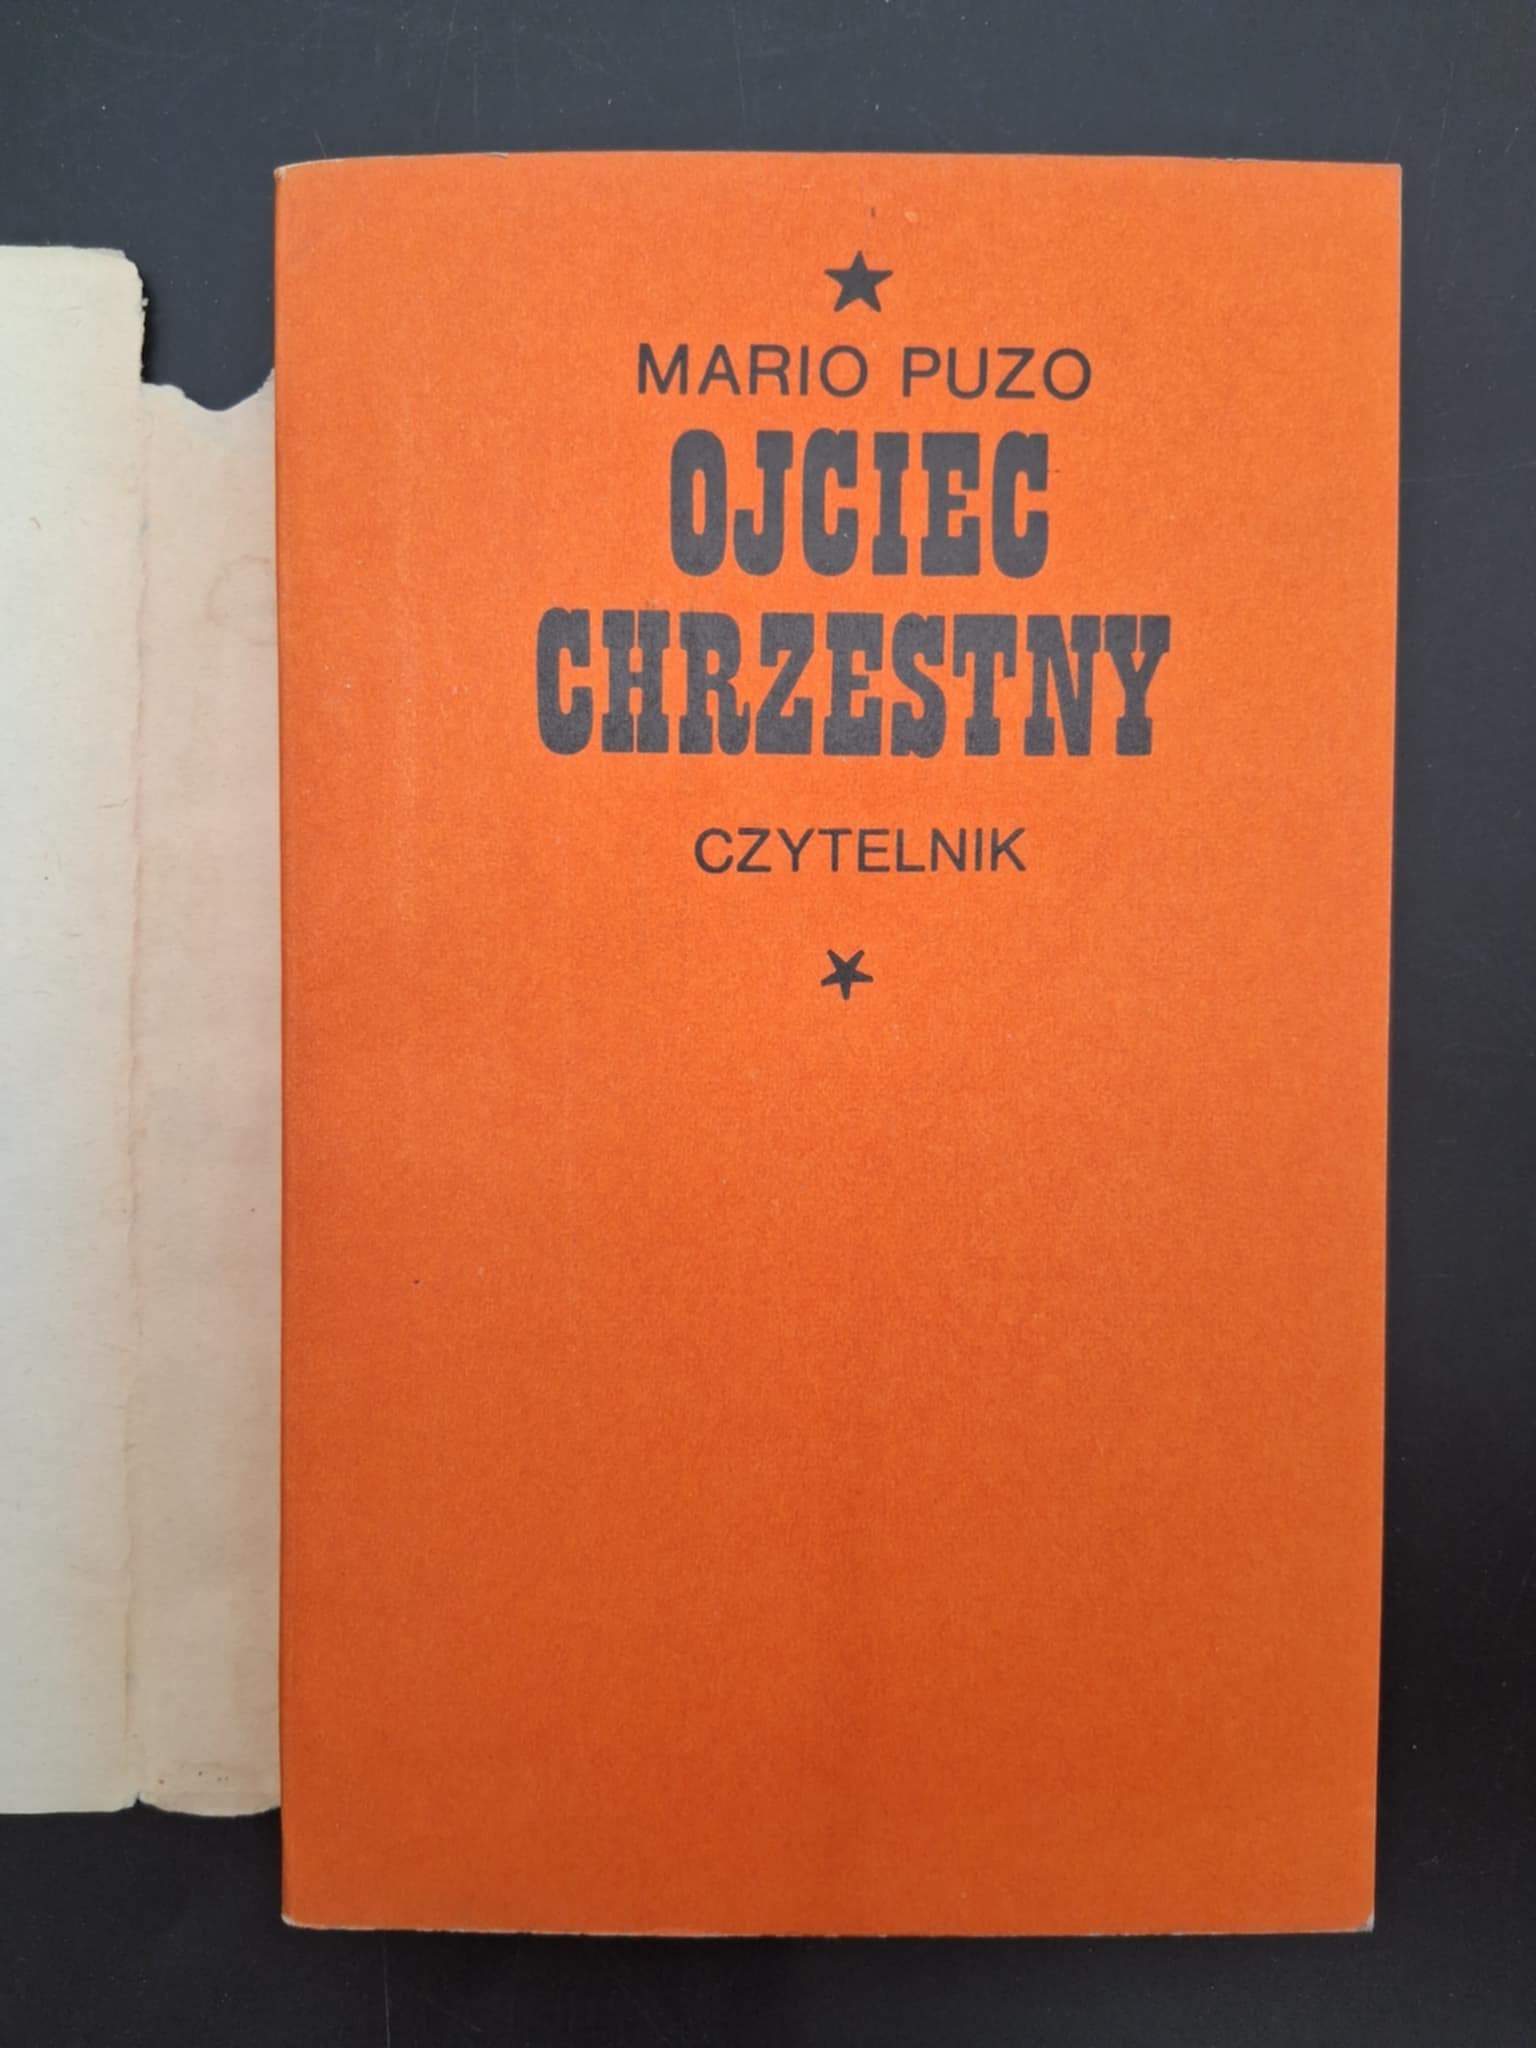 MARIO PUZO
OJCIEC
CHRZESTNY
CZYTELNIK